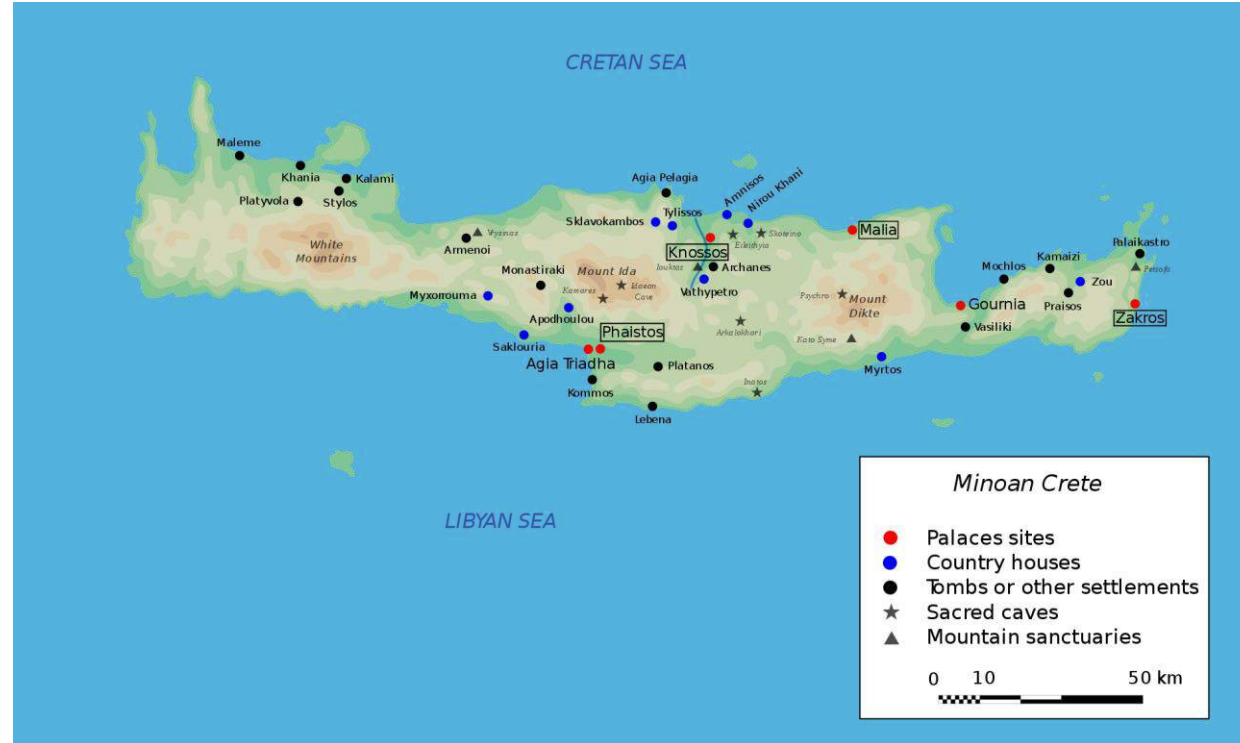 CRETAN SEA
Maleme
Khania
Kalami
Platyvola
Stylos
White
Mountains
Armenoi
Vrysinas
Agia Pelagia
Amnisos
Nirou Khani
Sklavokambos
Tylissos
Skoteino
Eileithyia
Knossos
Malia
Monastiraki
Mount Ida
Iouktas
Archanes
Kamares
Idaean
Cave
Vathypetro
Myxorrouma
Apodhoulou
Psychro
Mount
Dikte
Arkalokhori
Kato Syme
Saklouria
Phaistos
Agia Triadha
Platanos
Kommos
Lebena
Inatos
Myrtos
Mochlos
Kamaizi
Palaikastro
Petsofs
Zou
Gournia
Praisos
Zakros
Vasiliki
LIBYAN SEA
Minoan Crete
Palaces sites
Country houses
Tombs or other settlements
Sacred caves
Mountain sanctuaries
0 10 50 km